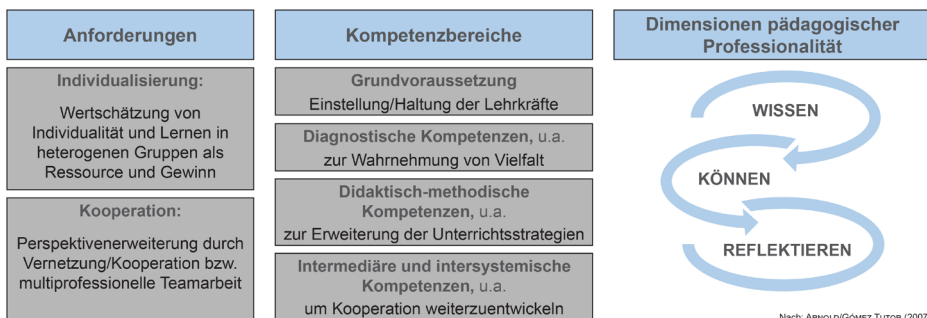 Anforderungen
Individualisierung:
Wertschätzung von
Individualität und Lernen in
heterogenen Gruppen als
Ressource und Gewinn
Kooperation:
Perspektivenerweiterung durch
Vernetzung/Kooperation bzw.
multiprofessionelle Teamarbeit
Kompetenzbereiche
Grundvoraussetzung
Einstellung/Haltung der Lehrkräfte
Diagnostische Kompetenzen, u.a.
zur Wahrnehmung von Vielfalt
Didaktisch-methodische
Kompetenzen, u.a.
zur Erweiterung der Unterrichtsstrategien
Intermediäre und intersystemische
Kompetenzen, u.a.
um Kooperation weiterzuentwickeln
Dimensionen pädagogischer
Professionalität
WISSEN
KÖNNEN
REFLEKTIEREN
Nach: ARNOLD/GÓMEZ TUTOR (2007